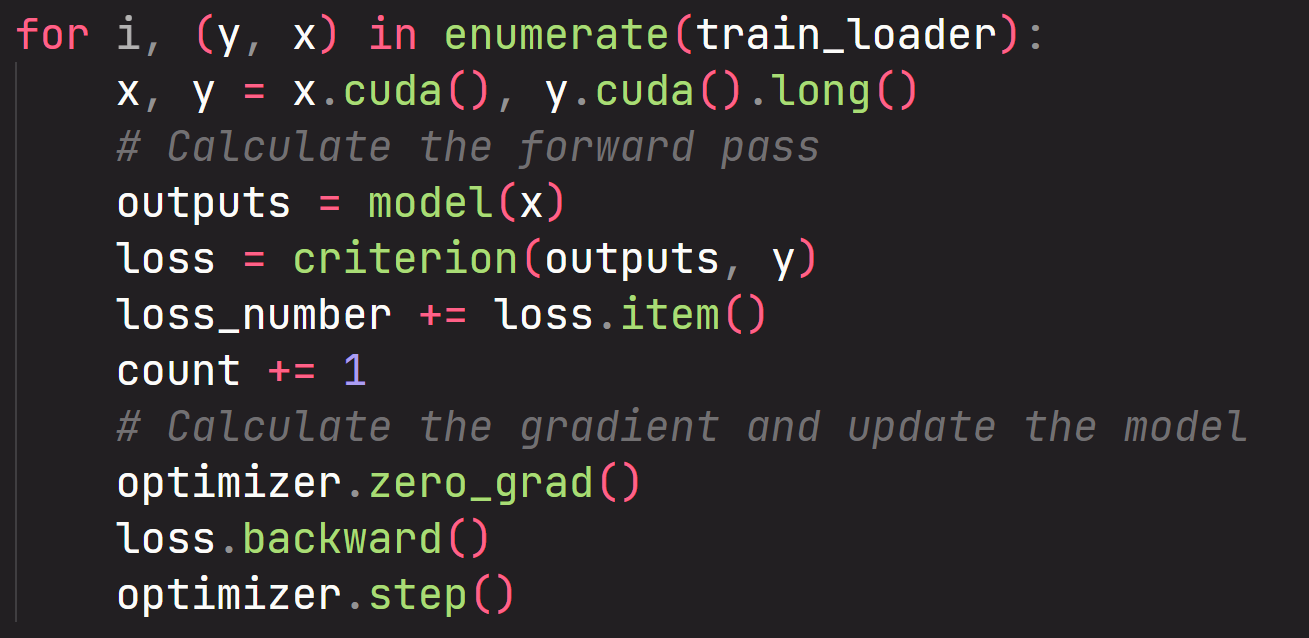 for i, (y, x) in enumerate(train_loader):
    x, y = x.cuda(), y.cuda().long()
    # Calculate the forward pass
    outputs = model(x)
    loss = criterion(outputs, y)
    loss_number += loss.item()
    count += 1
    # Calculate the gradient and update the model
    optimizer.zero_grad()
    loss.backward()
    optimizer.step()